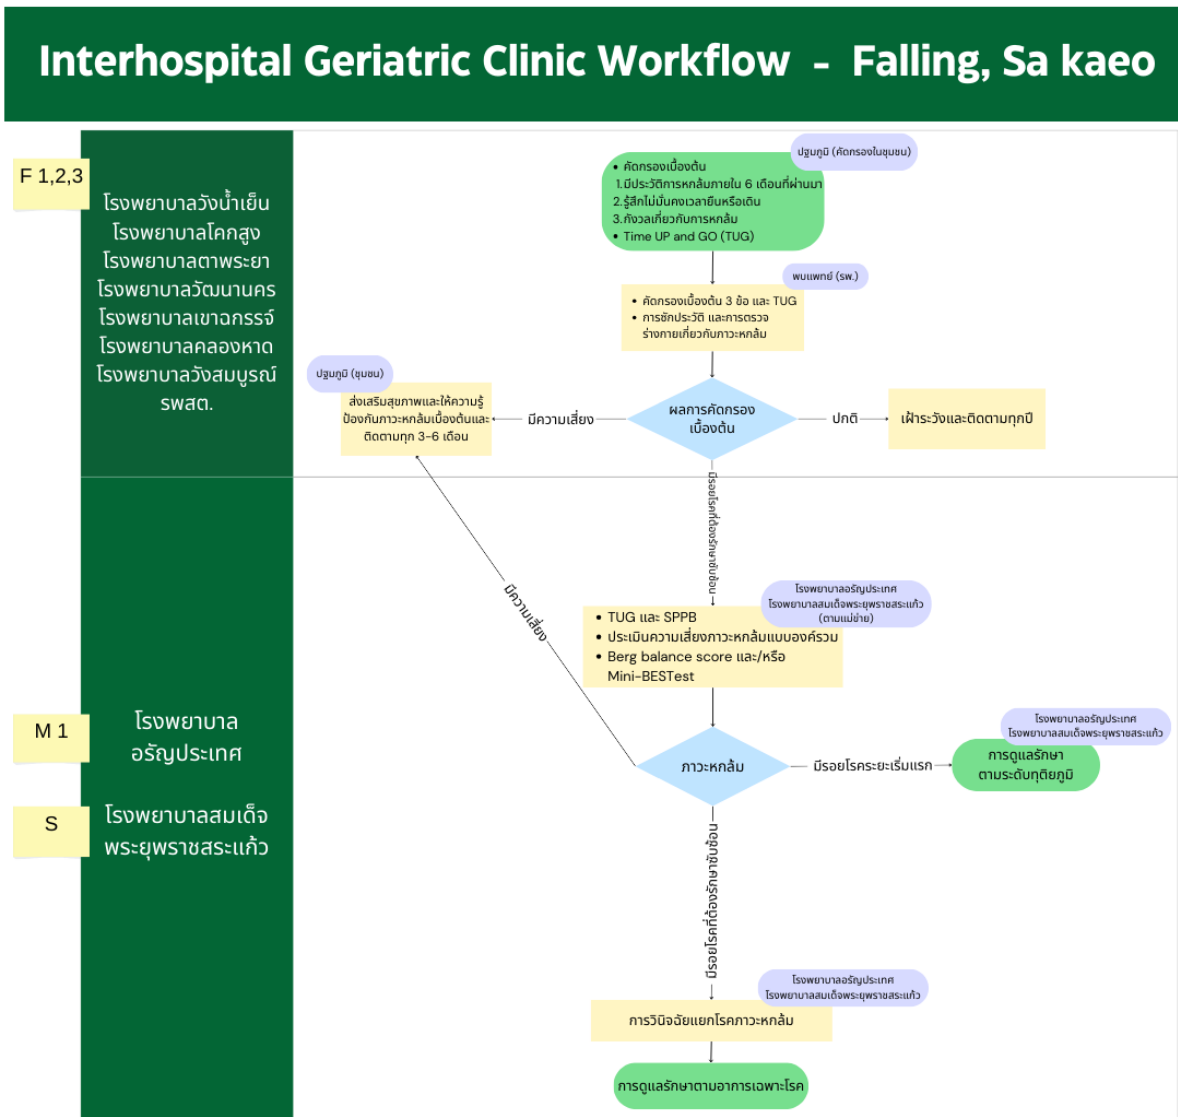 Interhospital Geriatric Clinic Workflow - Falling, Sa kaeo
F 1,2,3
โรงพยาบาลวังน้ำเย็น
โรงพยาบาลโคกสูง
โรงพยาบาลตาพระยา
โรงพยาบาลวัฒนานคร
โรงพยาบาลเขาฉกรรจ์
โรงพยาบาลคลองหาด
โรงพยาบาลวังสมบูรณ์
รพสต.
ปฐมภูมิ (คัดกรองในชุมชน)
• คัดกรองเบื้องต้น
1.มีประวัติการหกล้มภายใน 6 เดือนที่ผ่านมา
2.รู้สึกไม่มั่นคงเวลายืนหรือเดิน
3.กังวลเกี่ยวกับการหกล้ม
• Time UP and GO (TUG)
พบแพทย์ (รพ.)
• คัดกรองเบื้องต้น 3 ข้อ และ TUG
• การซักประวัติ และการตรวจ
ร่างกายเกี่ยวกับภาวะหกล้ม
ปฐมภูมิ (ชุมชน)
ส่งเสริมสุขภาพและให้ความรู้
ป้องกันภาวะหกล้มเบื้องต้นและ
ติดตามทุก 3-6 เดือน
มีความเสี่ยง
ผลการคัดกรอง
เบื้องต้น
ปกติ
เฝ้าระวังและติดตามทุกปี
มีรอยโรคที่ต้องรักษาซับซ้อน
มีความเสี่ยง
โรงพยาบาลอรัญประเทศ
โรงพยาบาลสมเด็จพระยุพราชสระแก้ว
(ตามแม่ข่าย)
• TUG และ SPPB
• ประเมินความเสี่ยงภาวะหกล้มแบบองค์รวม
• Berg balance score และ/หรือ
Mini-BESTest
M 1
โรงพยาบาล
อรัญประเทศ
S
โรงพยาบาลสมเด็จ
พระยุพราชสระแก้ว
ภาวะหกล้ม
มีรอยโรคระยะเริ่มแรก
โรงพยาบาลอรัญประเทศ
โรงพยาบาลสมเด็จพระยุพราชสระแก้ว
การดูแลรักษา
ตามระดับทุติยภูมิ
มีรอยโรคที่ต้องรักษาซับซ้อน
โรงพยาบาลอรัญประเทศ
โรงพยาบาลสมเด็จพระยุพราชสระแก้ว
การวินิจฉัยแยกโรคภาวะหกล้ม
การดูแลรักษาตามอาการเฉพาะโรค